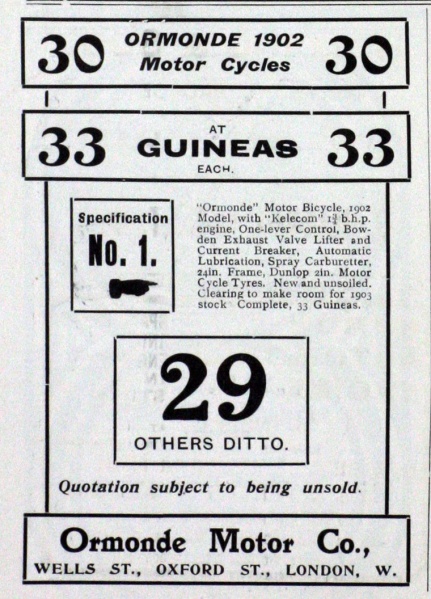 30 ORMONDE 1902 30
Motor Cycles
33 AT 33
GUINEAS
EACH.
Specification
No. 1.
"Ormonde" Motor Bicycle, 1902
Model, with "Kelecom" 1¾ b.h.p.
engine, One-lever Control, Bow-
den Exhaust Valve Lifter and
Current Breaker, Automatic
Lubrication, Spray Carburetter,
24in. Frame, Dunlop 2in. Motor
Cycle Tyres. New and unsoiled.
Clearing to make room for 1903
stock Complete, 33 Guineas.
29
OTHERS DITTO.
Quotation subject to being unsold.
Ormonde Motor Co.,
WELLS ST., OXFORD ST., LONDON, W.